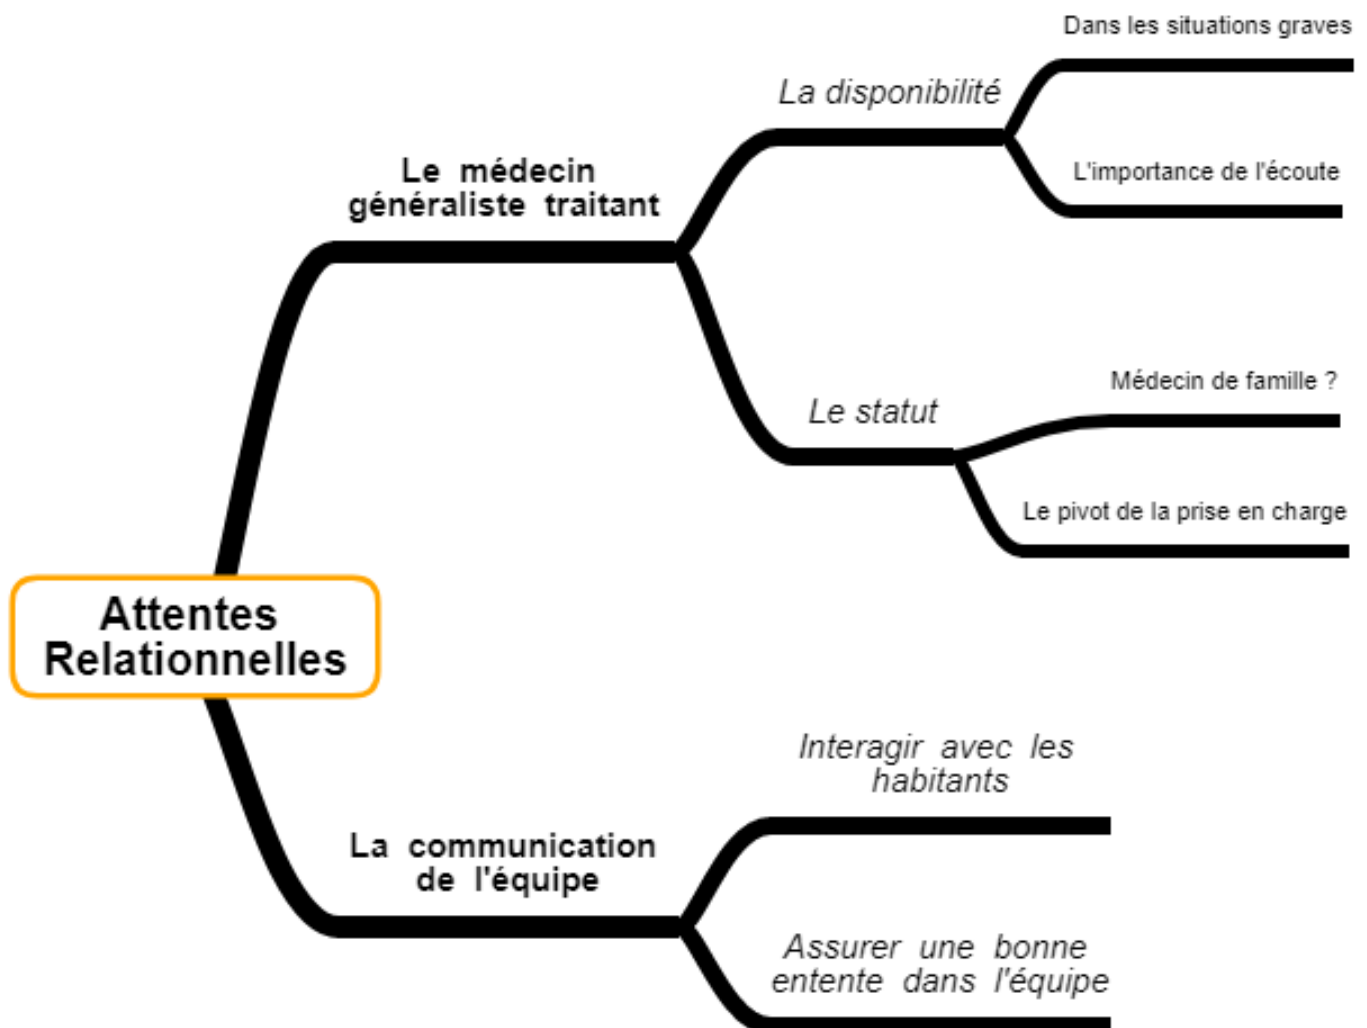 Dans les situations graves
La disponibilité
L'importance de l'écoute
Le médecin
généraliste traitant
Médecin de famille ?
Le statut
Le pivot de la prise en charge
Attentes
Relationnelles
Interagir avec les
habitants
La communication
de l'équipe
Assurer une bonne
entente dans l'équipe